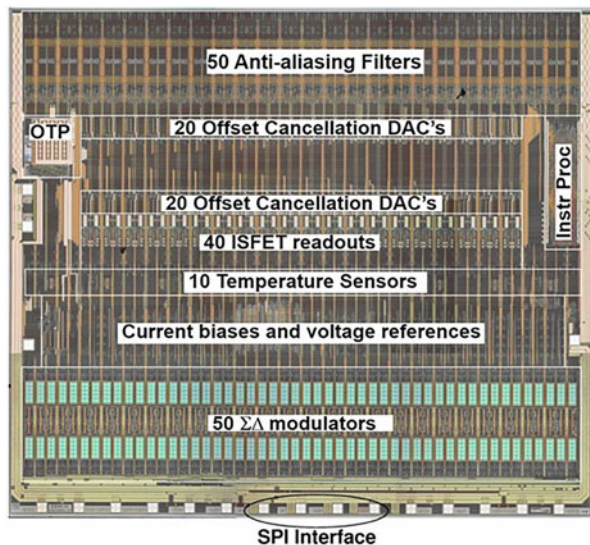 50 Anti-aliasing Filters
OTP
20 Offset Cancellation DAC's
Instr Proc
20 Offset Cancellation DAC's
40 ISFET readouts
10 Temperature Sensors
Current biases and voltage references
50 ΣΔ modulators
SPI Interface